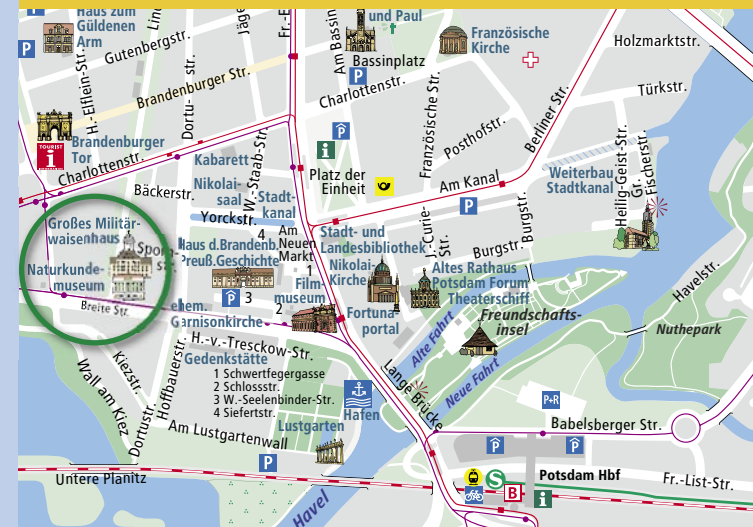 Haus zum
Güldenen
Arm
Gutenbergstr.
und Paul
Bassinplatz
P
P
Am Bassin
Französische
Kirche
Holzmarktstr.
H.-Elflein-Str.
Brandenburger Str.
Charlottenstr.
Türkstr.
Französische Str.
Berliner Str.
Posthofstr.
P
i
Brandenburger
Tor
TOURIST
i
Charlottenstr.
Kabarett
W.-Staab-Str.
Platz der
Einheit
Am Kanal
P
Weiterbau
Stadtkanal
Heilig-Geist-Str.
Gr. Fischerstr.
Bäckerstr.
Nikolai-
saal
Stadt-
kanal
Yorckstr.
4
Burgstr.
Großes Militär-
waisenhaus
Naturkunde-
museum
Haus d.Brandenb.
Preuß.Geschichte
Am
Neuen
Markt
Stadt- und
Landesbibliothek
Burgstr.
Nikolai-
Kirche
Altes Rathaus
Potsdam Forum
Theaterschiff
Havelstr.
1
P
3
2
Film-
museum
Breite Str.
ehem.
Garnisonkirche
Fortuna-
portal
Freundschafts-
insel
Nuthepark
Alte Fahrt
Neue Fahrt
Lange Brücke
H.-v.-Tresckow-Str.
Gedenkstätte
1 Schwertfegergasse
2 Schlossstr.
3 W.-Seelenbinder-Str.
4 Siefertstr.
Kiezstr.
Wall am Kiez
Hoffbauerstr.
Dortustr.
Hafen
Lustgarten
Am Lustgartenwall
P
P+R
Babelsberger Str.
P
P
Untere Planitz
Havel
S
B
i
Potsdam Hbf
Fr.-List-Str.